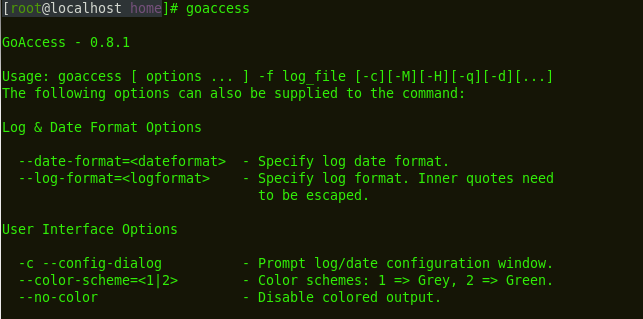 [root@localhost home]# goaccess
GoAccess - 0.8.1
Usage: goaccess [ options ... ] -f log_file [-c][-M][-H][-q][-d][...]
The following options can also be supplied to the command:
Log & Date Format Options
--date-format=<dateformat>  - Specify log date format.
--log-format=<logformat>    - Specify log format. Inner quotes need
to be escaped.
User Interface Options
-c --config-dialog          - Prompt log/date configuration window.
--color-scheme=<1|2>        - Color schemes: 1 => Grey, 2 => Green.
--no-color                  - Disable colored output.